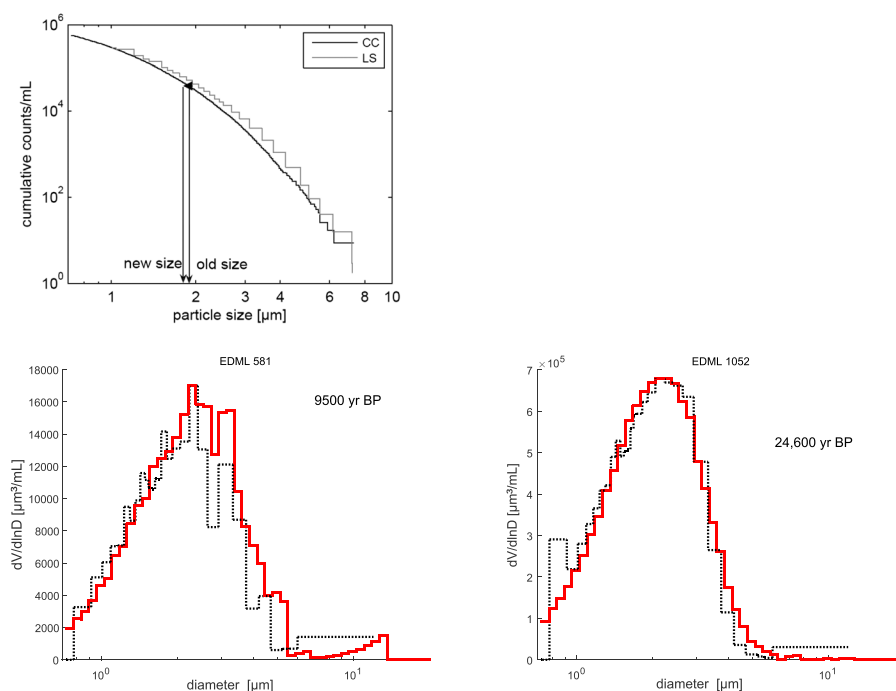 10^6
10^4
10^2
10^0
cumulative counts/mL
CC
LS
new size
old size
1
2
3
4
6
8
10
particle size [µm]
EDML 581
9500 yr BP
18000
16000
14000
12000
10000
8000
6000
4000
2000
0
dV/dlnD [µm³/mL]
10^0
10^1
diameter [µm]
EDML 1052
24,600 yr BP
× 10^5
7
6
5
4
3
2
1
0
dV/dlnD [µm³/mL]
10^0
10^1
diameter [µm]